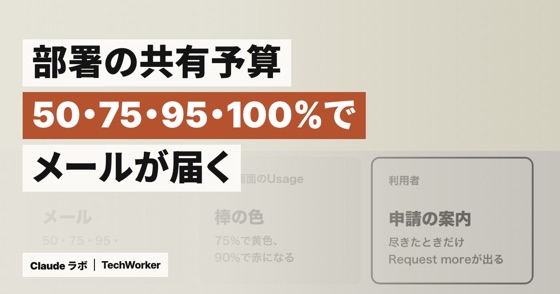 部署の共有予算
50・75・95・100%で
メールが届く
画面のUsage
利用者
メール
棒の色
申請の案内
50・75・95・
75%で黄色、
90%で赤になる
尽きたときだけ
Request moreが出る
Claude ラボ | TechWorker